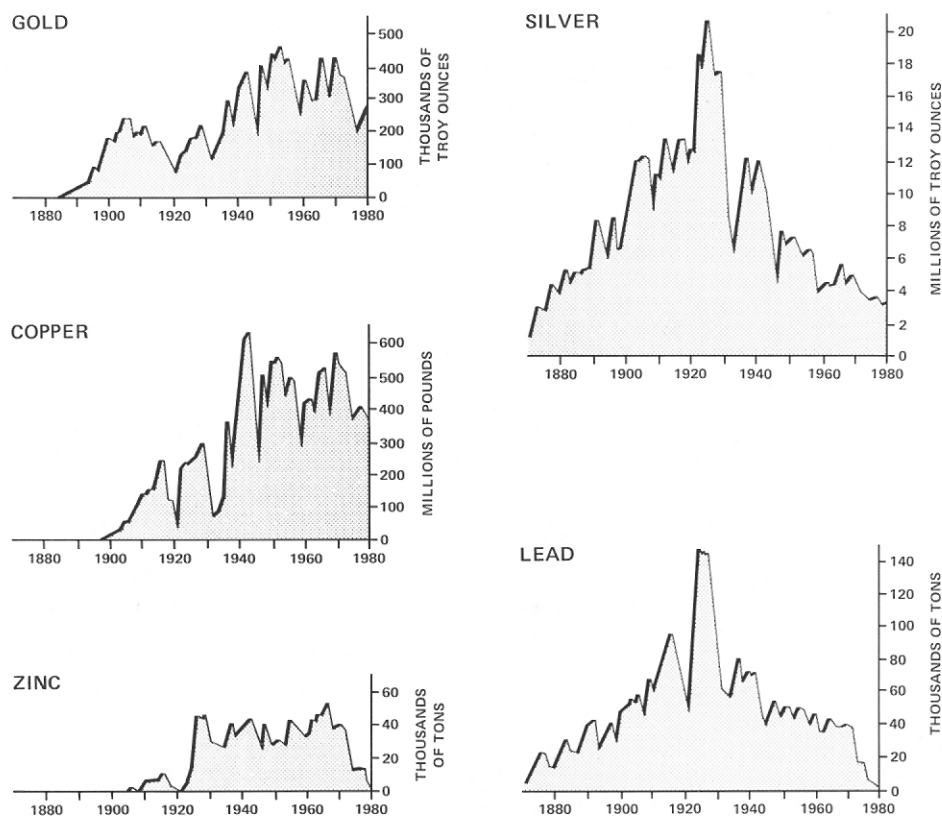 GOLD
500
400
300
200
100
0
THOUSANDS OF
TROY OUNCES
1880 1900 1920 1940 1960 1980
COPPER
600
500
400
300
200
100
0
MILLIONS OF POUNDS
1880 1900 1920 1940 1960 1980
ZINC
60
40
20
0
THOUSANDS
OF TONS
1880 1900 1920 1940 1960 1980
SILVER
20
18
16
14
12
10
8
6
4
2
0
MILLIONS OF TROY OUNCES
1880 1900 1920 1940 1960 1980
LEAD
140
120
100
80
60
40
20
0
THOUSANDS OF TONS
1880 1900 1920 1940 1960 1980